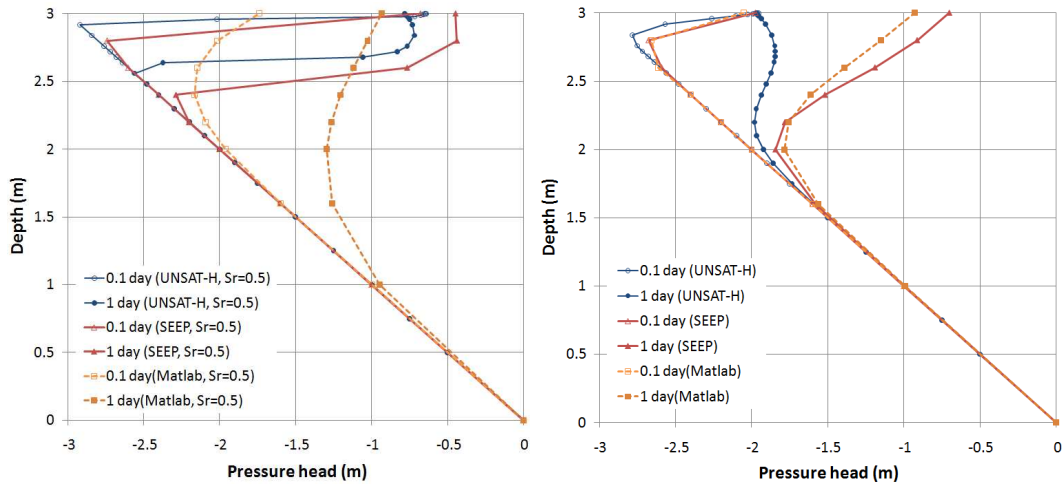 3
2.5
2
1.5
1
0.5
0
Depth (m)
0.1 day (UNSAT-H, Sr=0.5)
1 day (UNSAT-H, Sr=0.5)
0.1 day (SEEP, Sr=0.5)
1 day (SEEP, Sr=0.5)
0.1 day(Matlab, Sr=0.5)
1 day(Matlab, Sr=0.5)
-3 -2.5 -2 -1.5 -1 -0.5 0
Pressure head (m)
3
2.5
2
1.5
1
0.5
0
Depth (m)
0.1 day (UNSAT-H)
1 day (UNSAT-H)
0.1 day (SEEP)
1 day (SEEP)
0.1 day(Matlab)
1 day(Matlab)
-3 -2.5 -2 -1.5 -1 -0.5 0
Pressure head (m)